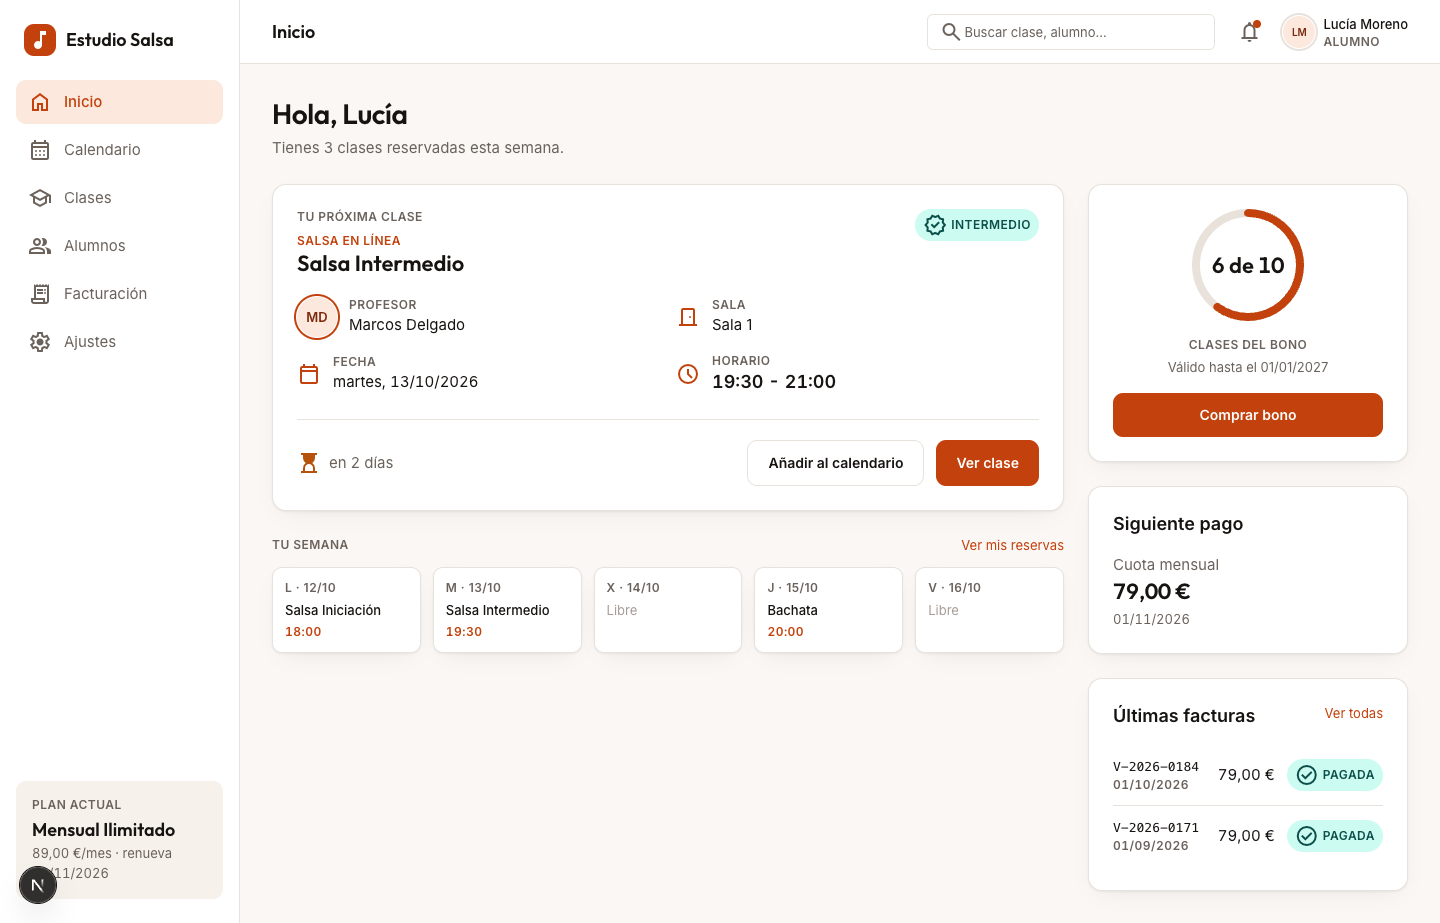 Estudio Salsa
Inicio
Calendario
Clases
Alumnos
Facturación
Ajustes
PLAN ACTUAL
Mensual Ilimitado
89,00 €/mes · renueva
/11/2026
N
Inicio
Buscar clase, alumno...
LM
Lucía Moreno
ALUMNO
Hola, Lucía
Tienes 3 clases reservadas esta semana.
TU PRÓXIMA CLASE
SALSA EN LÍNEA
Salsa Intermedio
INTERMEDIO
MD
PROFESOR
Marcos Delgado
SALA
Sala 1
FECHA
martes, 13/10/2026
HORARIO
19:30 - 21:00
en 2 días
Añadir al calendario
Ver clase
TU SEMANA
Ver mis reservas
L · 12/10
Salsa Iniciación
18:00
M · 13/10
Salsa Intermedio
19:30
X · 14/10
Libre
J · 15/10
Bachata
20:00
V · 16/10
Libre
6 de 10
CLASES DEL BONO
Válido hasta el 01/01/2027
Comprar bono
Siguiente pago
Cuota mensual
79,00 €
01/11/2026
Últimas facturas
Ver todas
V-2026-0184
01/10/2026
79,00 €
PAGADA
V-2026-0171
01/09/2026
79,00 €
PAGADA